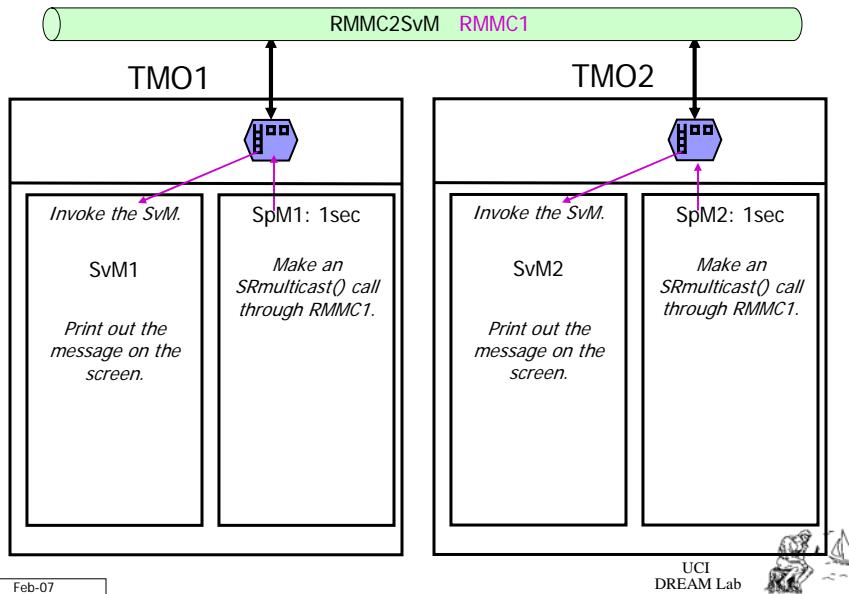 RMMC2SvM RMMC1
TMO1
TMO2
Invoke the SvM.
SvM1
Print out the
message on the
screen.
SpM1: 1sec
Make an
SRmulticast() call
through RMMC1.
Invoke the SvM.
SvM2
Print out the
message on the
screen.
SpM2: 1sec
Make an
SRmulticast() call
through RMMC1.
Feb-07
UCI
DREAM Lab